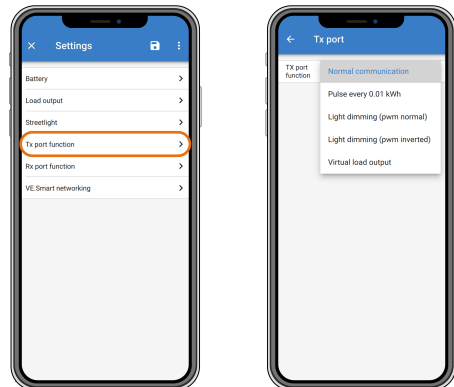 Settings
Battery
Load output
Streetlight
Tx port function
Rx port function
VE.Smart networking
Tx port
TX port
function
Normal communication
Pulse every 0.01 kWh
Light dimming (pwm normal)
Light dimming (pwm inverted)
Virtual load output